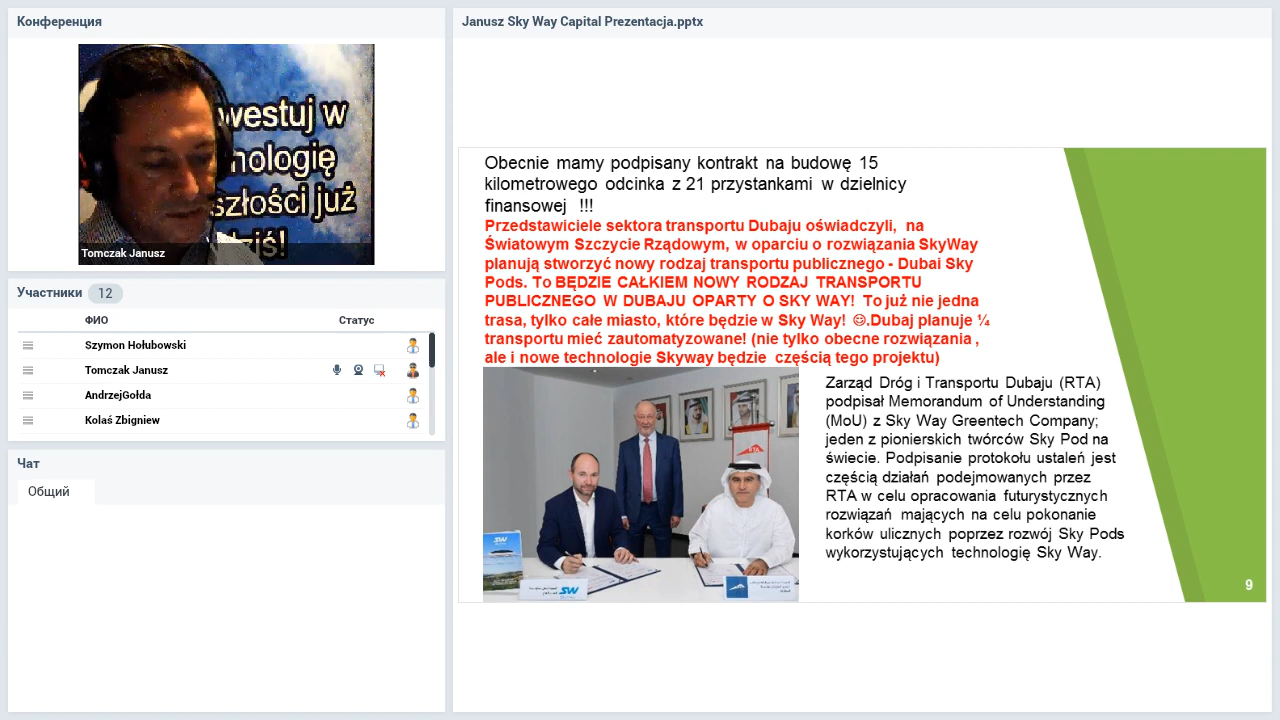 Конференция
westuj w
nologię
szłości już
dziś!
Tomczak Janusz
Участники 12
ФИО Статус
Szymon Hołubowski
Tomczak Janusz
AndrzejGołda
Kolaś Zbigniew
Чат
Общий
Janusz Sky Way Capital Prezentacja.pptx
Obecnie mamy podpisany kontrakt na budowę 15
kilometrowego odcinka z 21 przystankami w dzielnicy
finansowej !!!
Przedstawiciele sektora transportu Dubaju oświadczyli, na
Światowym Szczycie Rządowym, w oparciu o rozwiązania SkyWay
planują stworzyć nowy rodzaj transportu publicznego - Dubai Sky
Pods. To BĘDZIE CAŁKIEM NOWY RODZAJ TRANSPORTU
PUBLICZNEGO W DUBAJU OPARTY O SKY WAY! To już nie jedna
trasa, tylko całe miasto, które będzie w Sky Way! ☺.Dubaj planuje ¼
transportu mieć zautomatyzowane! (nie tylko obecne rozwiązania ,
ale i nowe technologie Skyway będzie częścią tego projektu)
RTA
SW
SW
Zarząd Dróg i Transportu Dubaju (RTA)
podpisał Memorandum of Understanding
(MoU) z Sky Way Greentech Company;
jeden z pionierskich twórców Sky Pod na
świecie. Podpisanie protokołu ustaleń jest
częścią działań podejmowanych przez
RTA w celu opracowania futurystycznych
rozwiązań mających na celu pokonanie
korków ulicznych poprzez rozwój Sky Pods
wykorzystujących technologię Sky Way.
9